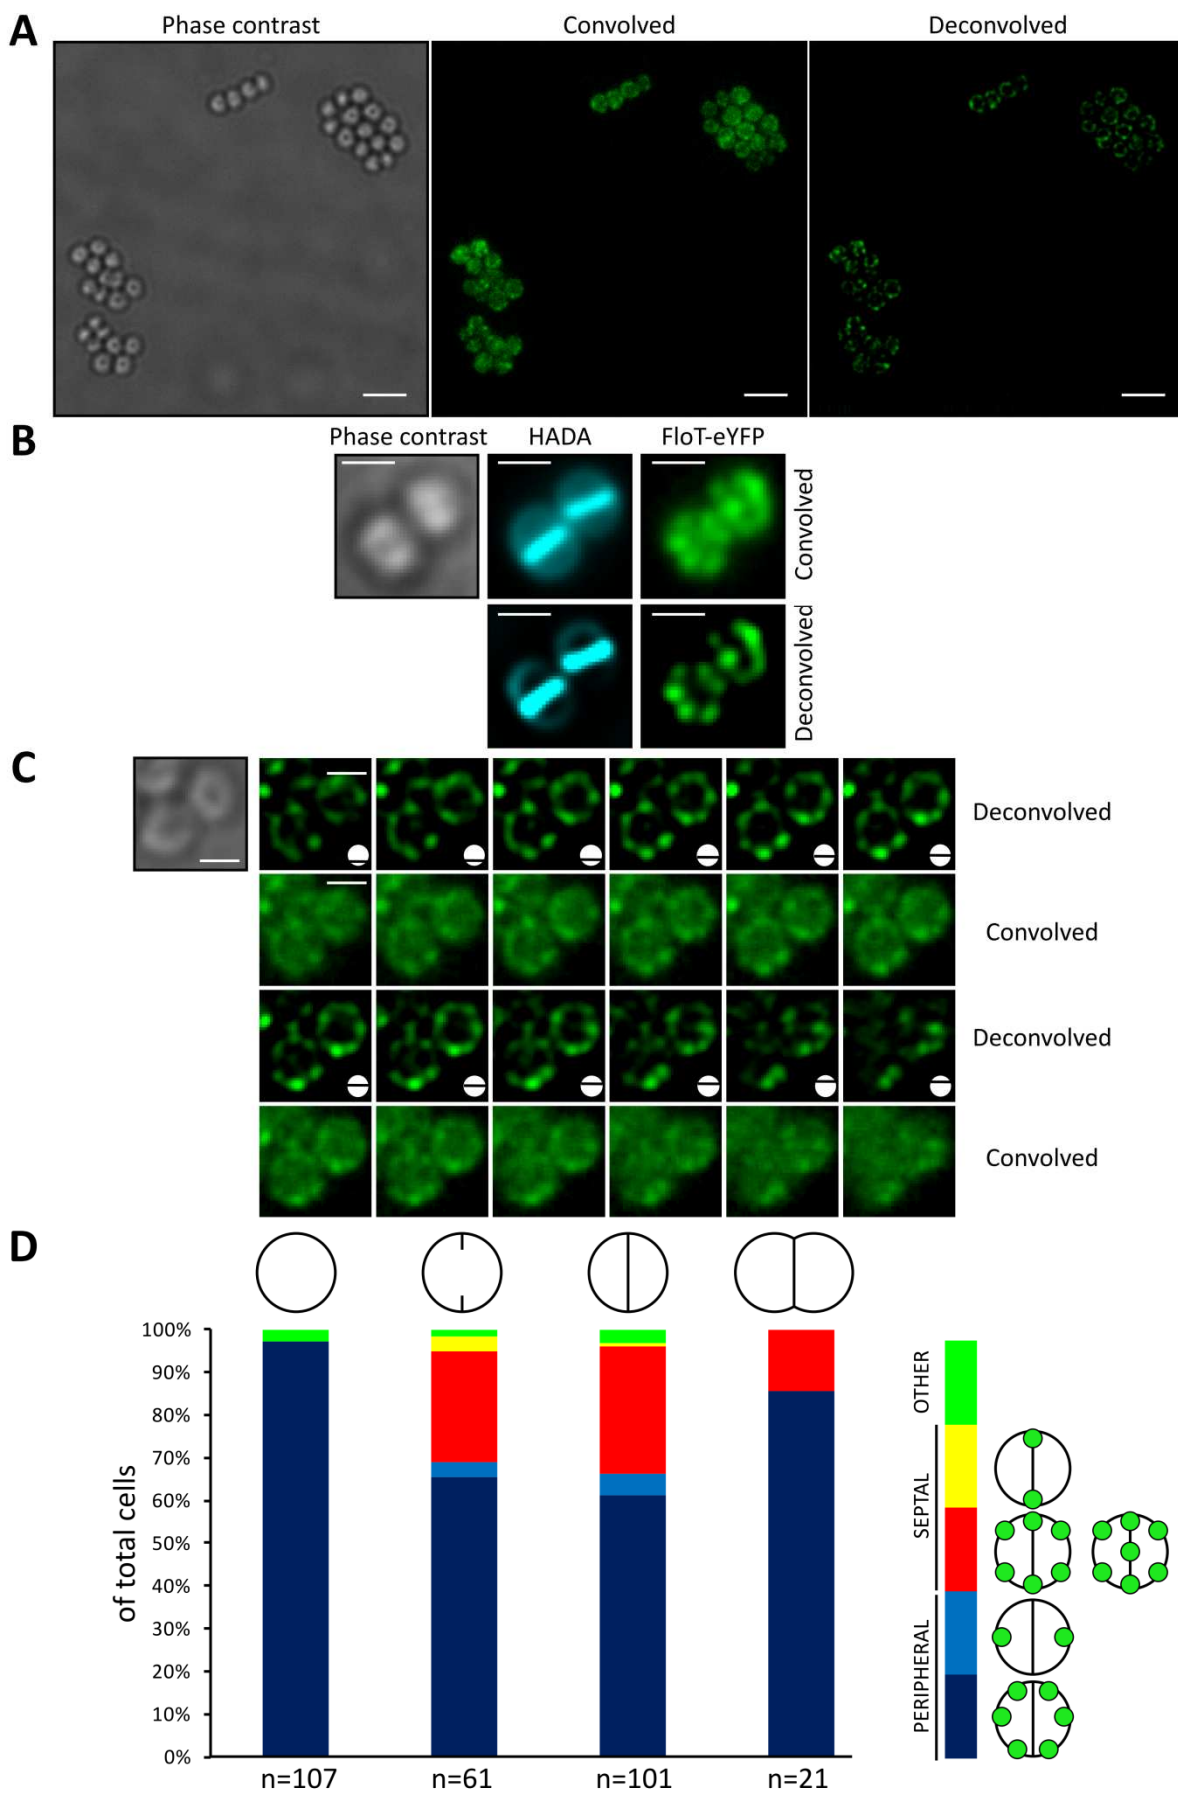 A
Phase contrast
Convolved
Deconvolved
B
Phase contrast
HADA
FloT-eYFP
Convolved
Deconvolved
C
Deconvolved
Convolved
Deconvolved
Convolved
D
of total cells
100%
90%
80%
70%
60%
50%
40%
30%
20%
10%
0%
n=107
n=61
n=101
n=21
OTHER
SEPTAL
PERIPHERAL